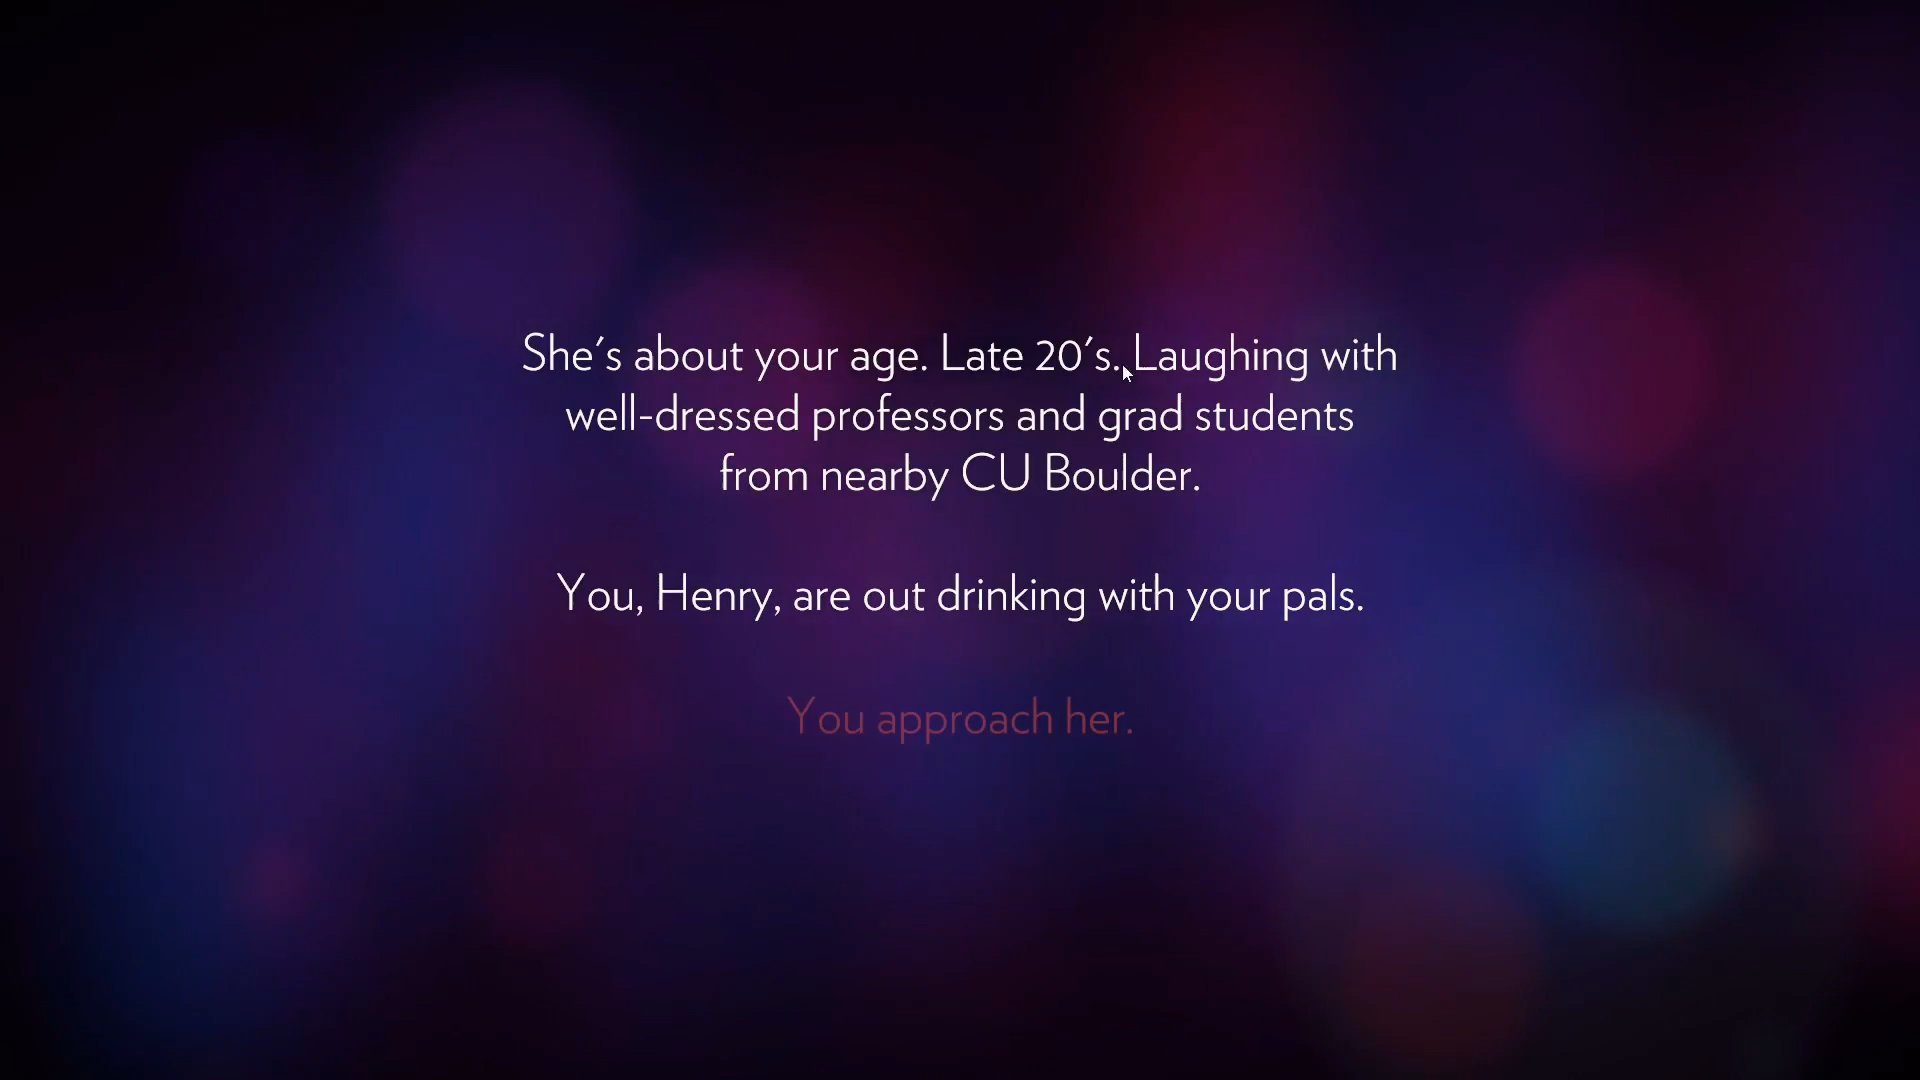 She's about your age. Late 20's. Laughing with
well-dressed professors and grad students
from nearby CU Boulder.
You, Henry, are out drinking with your pals.
You approach her.